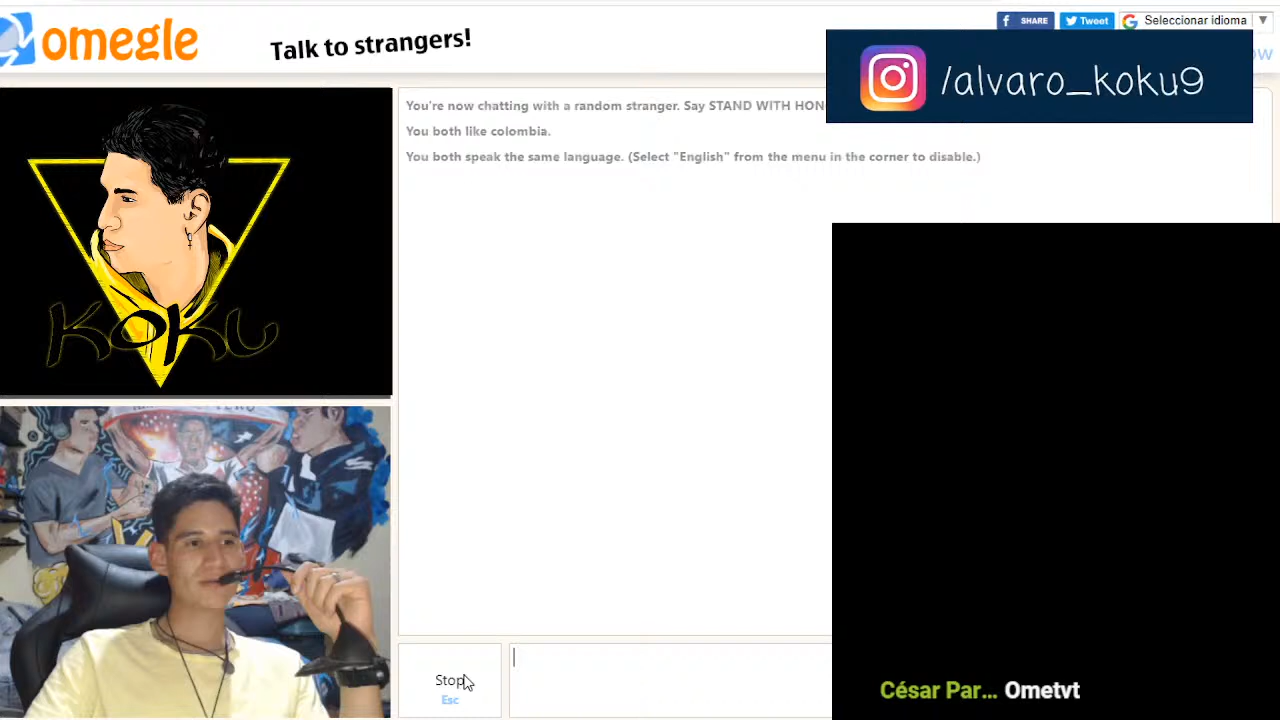 omegle
Talk to strangers!
SHARE
Tweet
Seleccionar idioma
/alvaro_koku9
You're now chatting with a random stranger. Say STAND WITH
You both like colombia.
You both speak the same language. (Select "English" from the menu in the corner to disable.)
KOKU
Stop
Esc
César Par... Ometvt